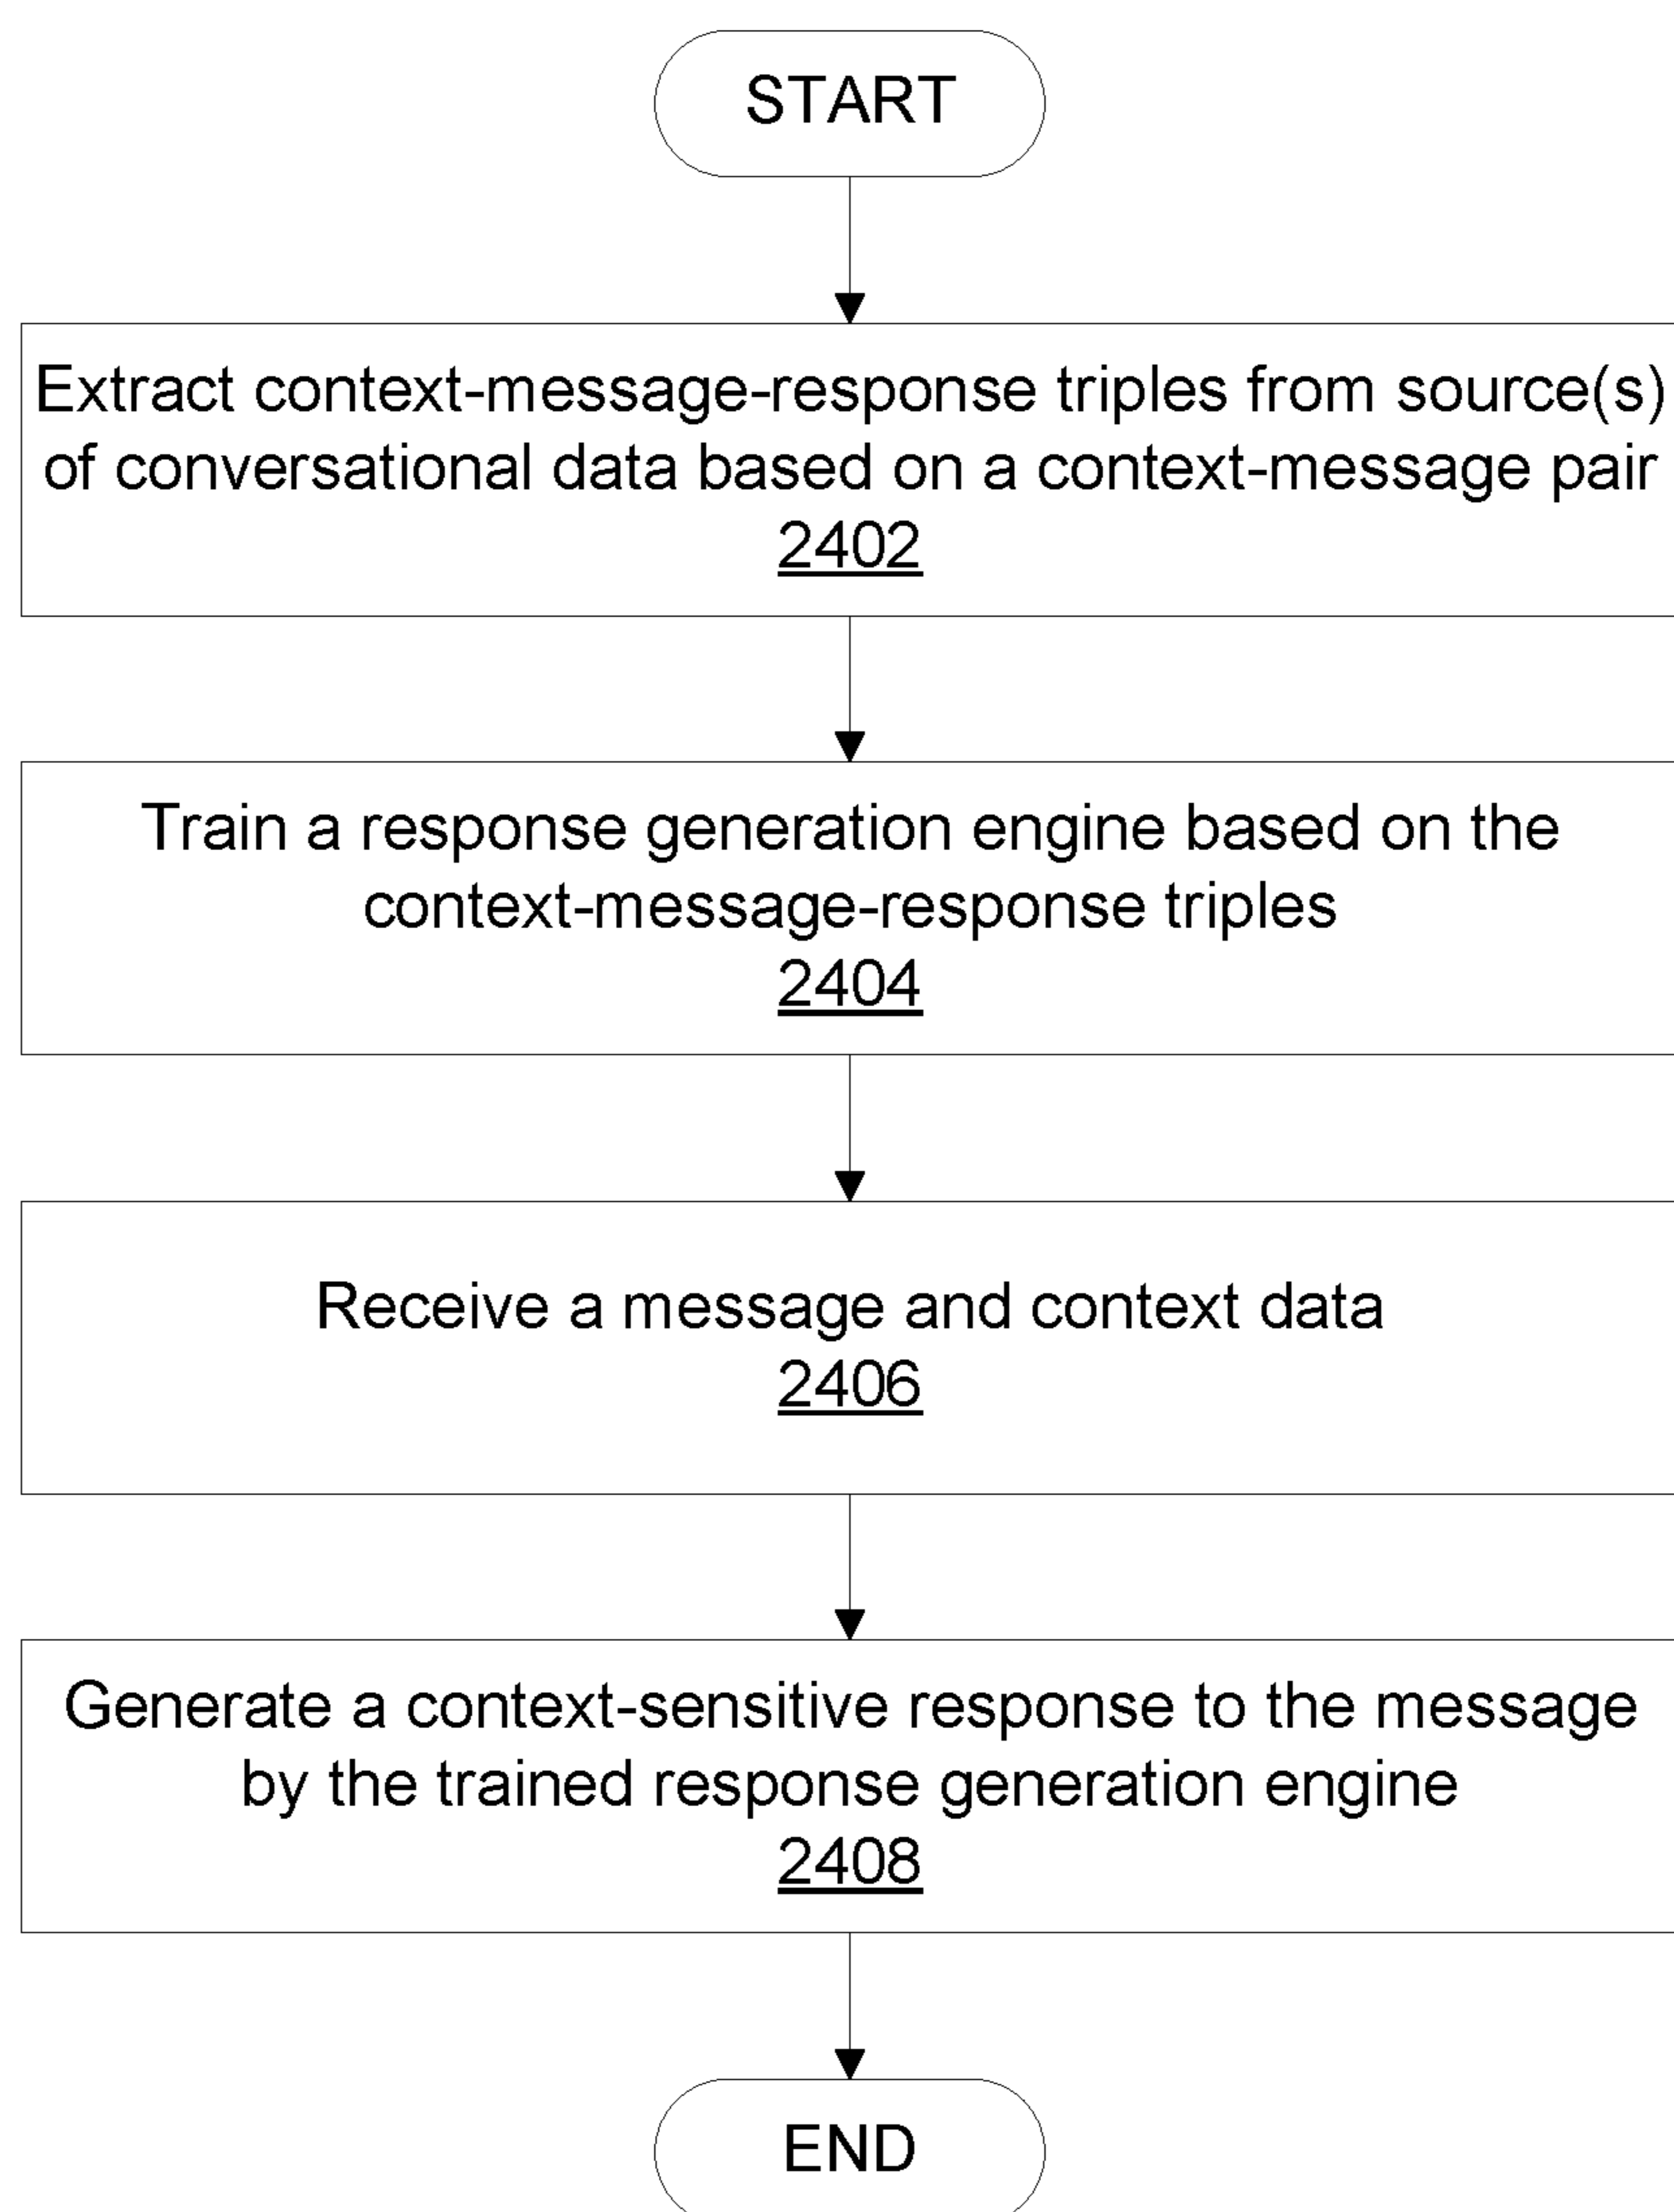 START
Extract context-message-response triples from source(s)
of conversational data based on a context-message pair
2402
Train a response generation engine based on the
context-message-response triples
2404
Receive a message and context data
2406
Generate a context-sensitive response to the message
by the trained response generation engine
2408
END